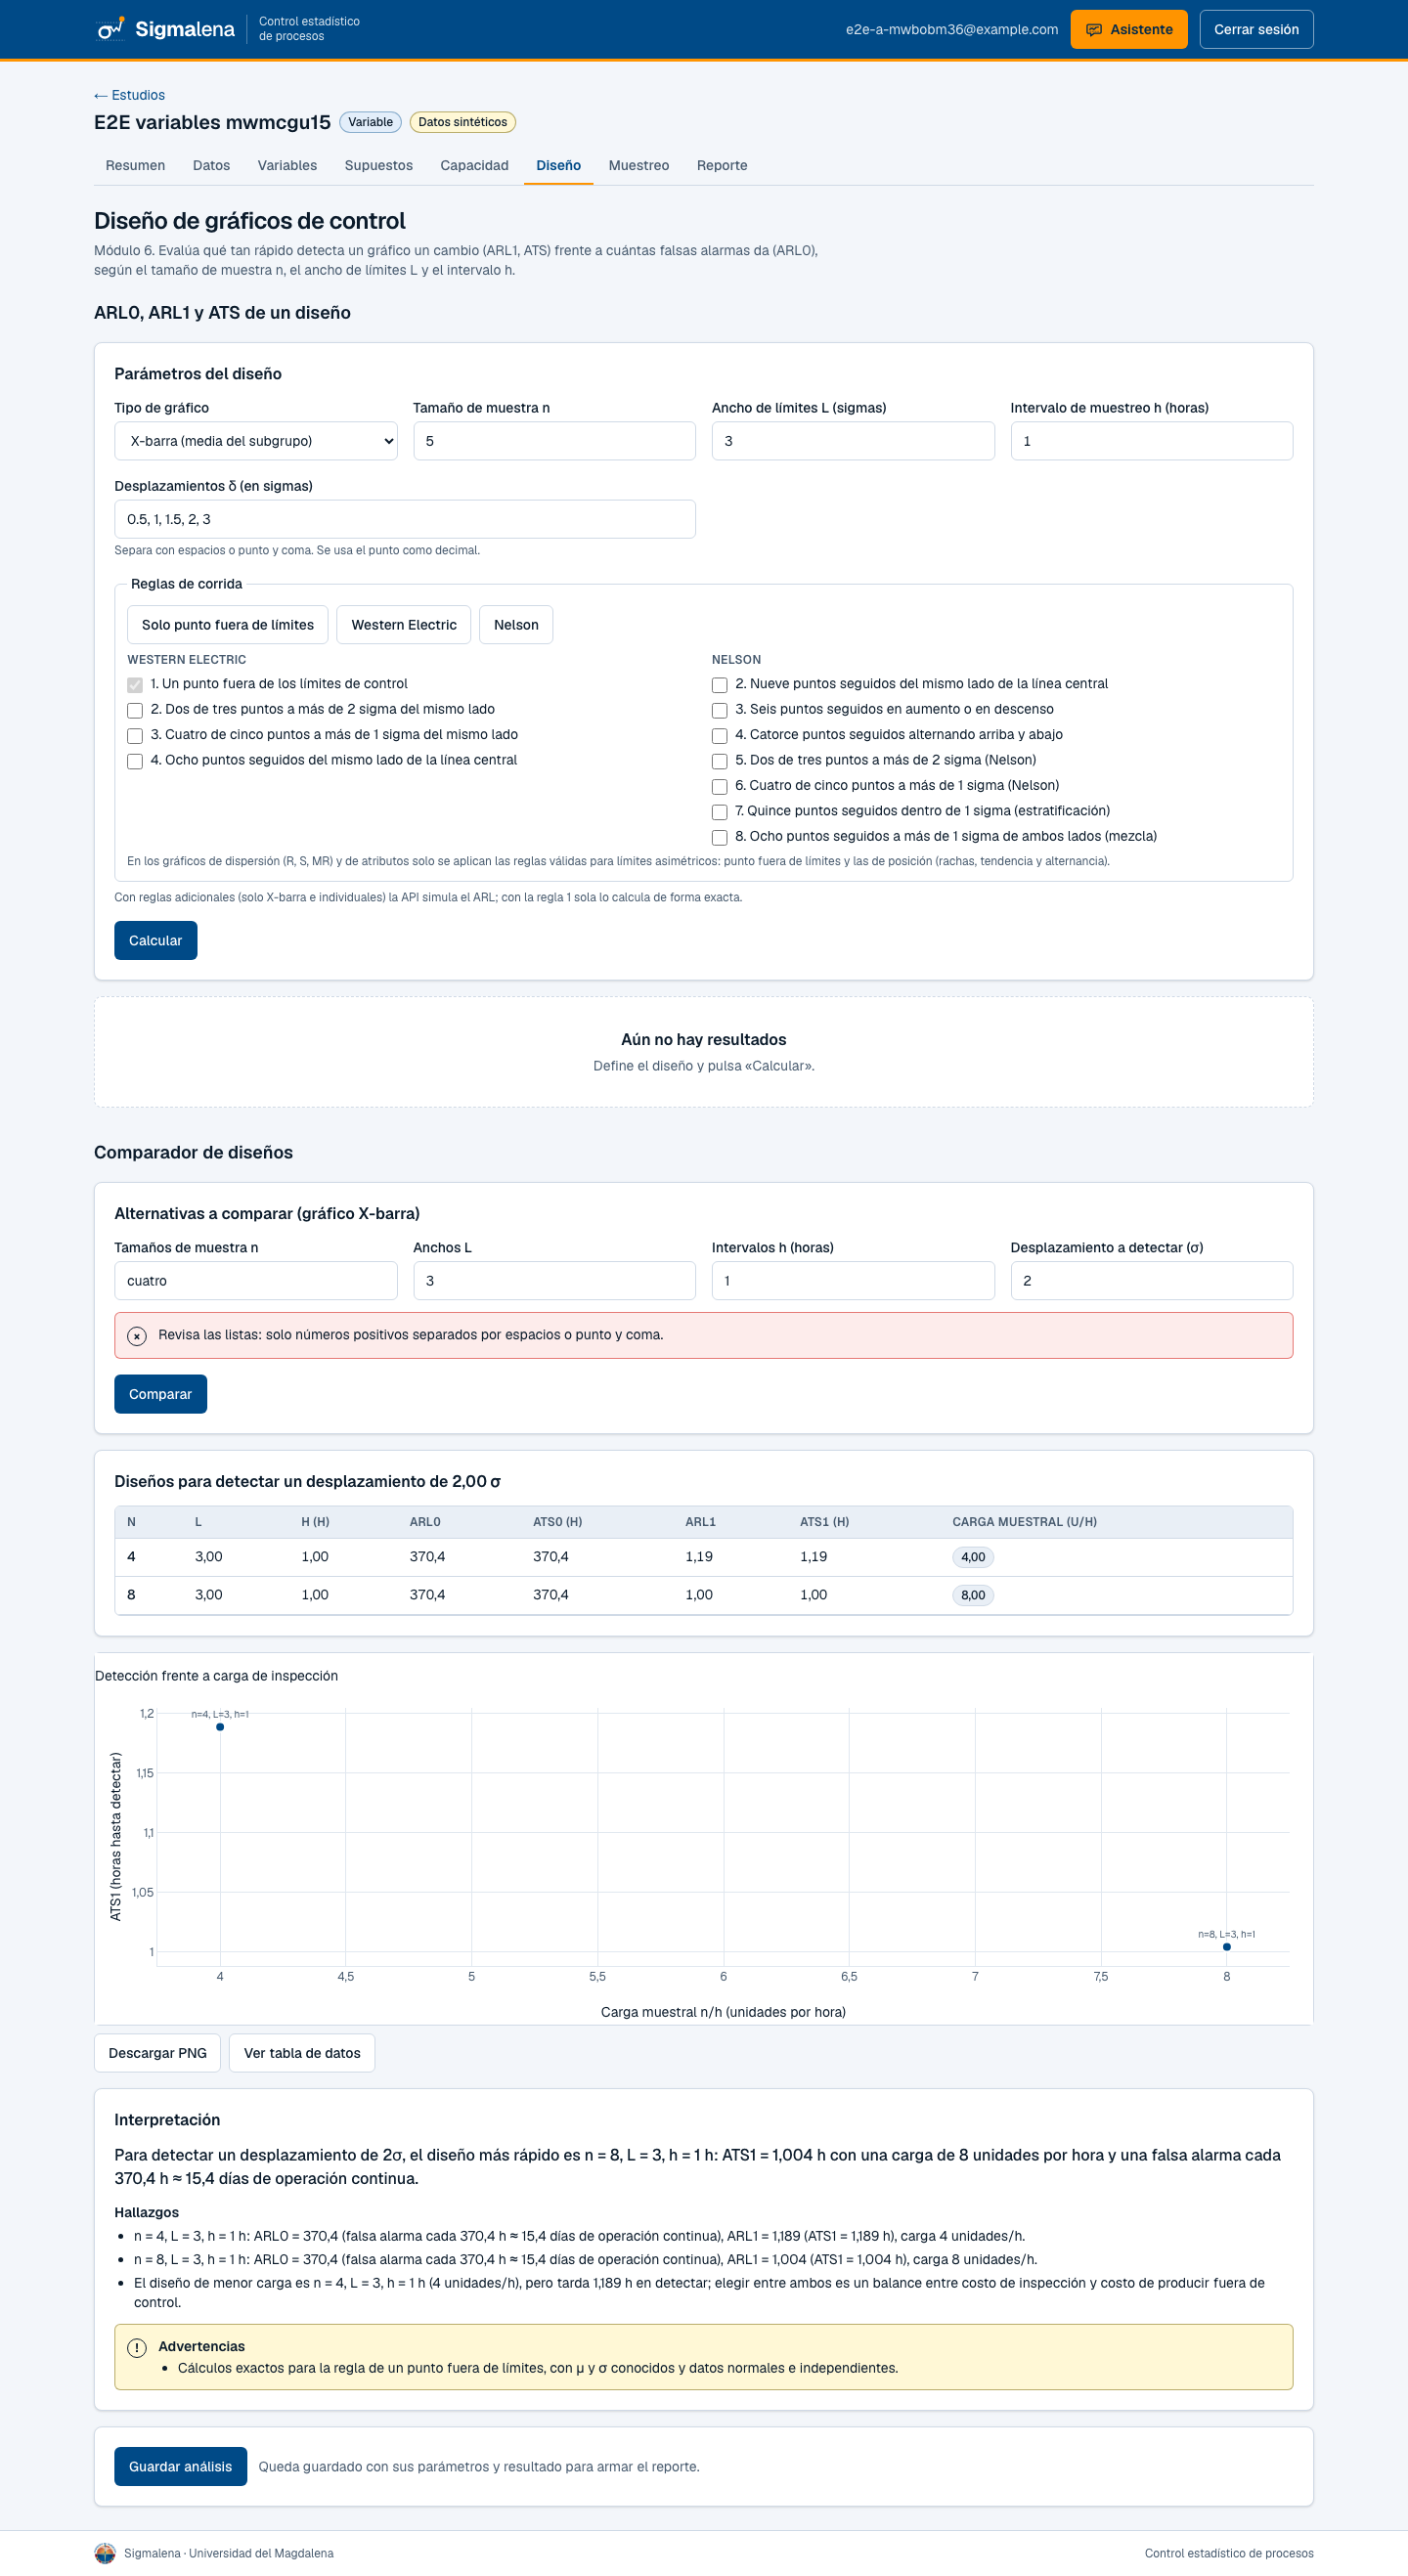 Sigmalena
Control estadístico
de procesos
e2e-a-mwbobm36@example.com
Asistente
Cerrar sesión
← Estudios
E2E variables mwmcgu15
Variable
Datos sintéticos
Resumen
Datos
Variables
Supuestos
Capacidad
Diseño
Muestreo
Reporte
Diseño de gráficos de control
Módulo 6. Evalúa qué tan rápido detecta un gráfico un cambio (ARL1, ATS) frente a cuántas falsas alarmas da (ARL0),
según el tamaño de muestra n, el ancho de límites L y el intervalo h.
ARL0, ARL1 y ATS de un diseño
Parámetros del diseño
Tipo de gráfico
Tamaño de muestra n
Ancho de límites L (sigmas)
Intervalo de muestreo h (horas)
X-barra (media del subgrupo)
5
3
1
Desplazamientos δ (en sigmas)
0.5, 1, 1.5, 2, 3
Separa con espacios o punto y coma. Se usa el punto como decimal.
Reglas de corrida
Solo punto fuera de límites
Western Electric
Nelson
WESTERN ELECTRIC
1. Un punto fuera de los límites de control
2. Dos de tres puntos a más de 2 sigma del mismo lado
3. Cuatro de cinco puntos a más de 1 sigma del mismo lado
4. Ocho puntos seguidos del mismo lado de la línea central
NELSON
2. Nueve puntos seguidos del mismo lado de la línea central
3. Seis puntos seguidos en aumento o en descenso
4. Catorce puntos seguidos alternando arriba y abajo
5. Dos de tres puntos a más de 2 sigma (Nelson)
6. Cuatro de cinco puntos a más de 1 sigma (Nelson)
7. Quince puntos seguidos dentro de 1 sigma (estratificación)
8. Ocho puntos seguidos a más de 1 sigma de ambos lados (mezcla)
En los gráficos de dispersión (R, S, MR) y de atributos solo se aplican las reglas válidas para límites asimétricos: punto fuera de límites y las de posición (rachas, tendencia y alternancia).
Con reglas adicionales (solo X-barra e individuales) la API simula el ARL; con la regla 1 sola lo calcula de forma exacta.
Calcular
Aún no hay resultados
Define el diseño y pulsa «Calcular».
Comparador de diseños
Alternativas a comparar (gráfico X-barra)
Tamaños de muestra n
Anchos L
Intervalos h (horas)
Desplazamiento a detectar (σ)
cuatro
3
1
2
Revisa las listas: solo números positivos separados por espacios o punto y coma.
Comparar
Diseños para detectar un desplazamiento de 2,00 σ
N L H (H) ARL0 ATS0 (H) ARL1 ATS1 (H) CARGA MUESTRAL (U/H)
4 3,00 1,00 370,4 370,4 1,19 1,19 4,00
8 3,00 1,00 370,4 370,4 1,00 1,00 8,00
Detección frente a carga de inspección
ATS1 (horas hasta detectar)
1,2
1,15
1,1
1,05
1
n=4, L=3, h=1
n=8, L=3, h=1
4 4,5 5 5,5 6 6,5 7 7,5 8
Carga muestral n/h (unidades por hora)
Descargar PNG
Ver tabla de datos
Interpretación
Para detectar un desplazamiento de 2σ, el diseño más rápido es n = 8, L = 3, h = 1 h: ATS1 = 1,004 h con una carga de 8 unidades por hora y una falsa alarma cada
370,4 h ≈ 15,4 días de operación continua.
Hallazgos
• n = 4, L = 3, h = 1 h: ARL0 = 370,4 (falsa alarma cada 370,4 h ≈ 15,4 días de operación continua), ARL1 = 1,189 (ATS1 = 1,189 h), carga 4 unidades/h.
• n = 8, L = 3, h = 1 h: ARL0 = 370,4 (falsa alarma cada 370,4 h ≈ 15,4 días de operación continua), ARL1 = 1,004 (ATS1 = 1,004 h), carga 8 unidades/h.
• El diseño de menor carga es n = 4, L = 3, h = 1 h (4 unidades/h), pero tarda 1,189 h en detectar; elegir entre ambos es un balance entre costo de inspección y costo de producir fuera de
control.
Advertencias
• Cálculos exactos para la regla de un punto fuera de límites, con μ y σ conocidos y datos normales e independientes.
Guardar análisis
Queda guardado con sus parámetros y resultado para armar el reporte.
Sigmalena · Universidad del Magdalena
Control estadístico de procesos